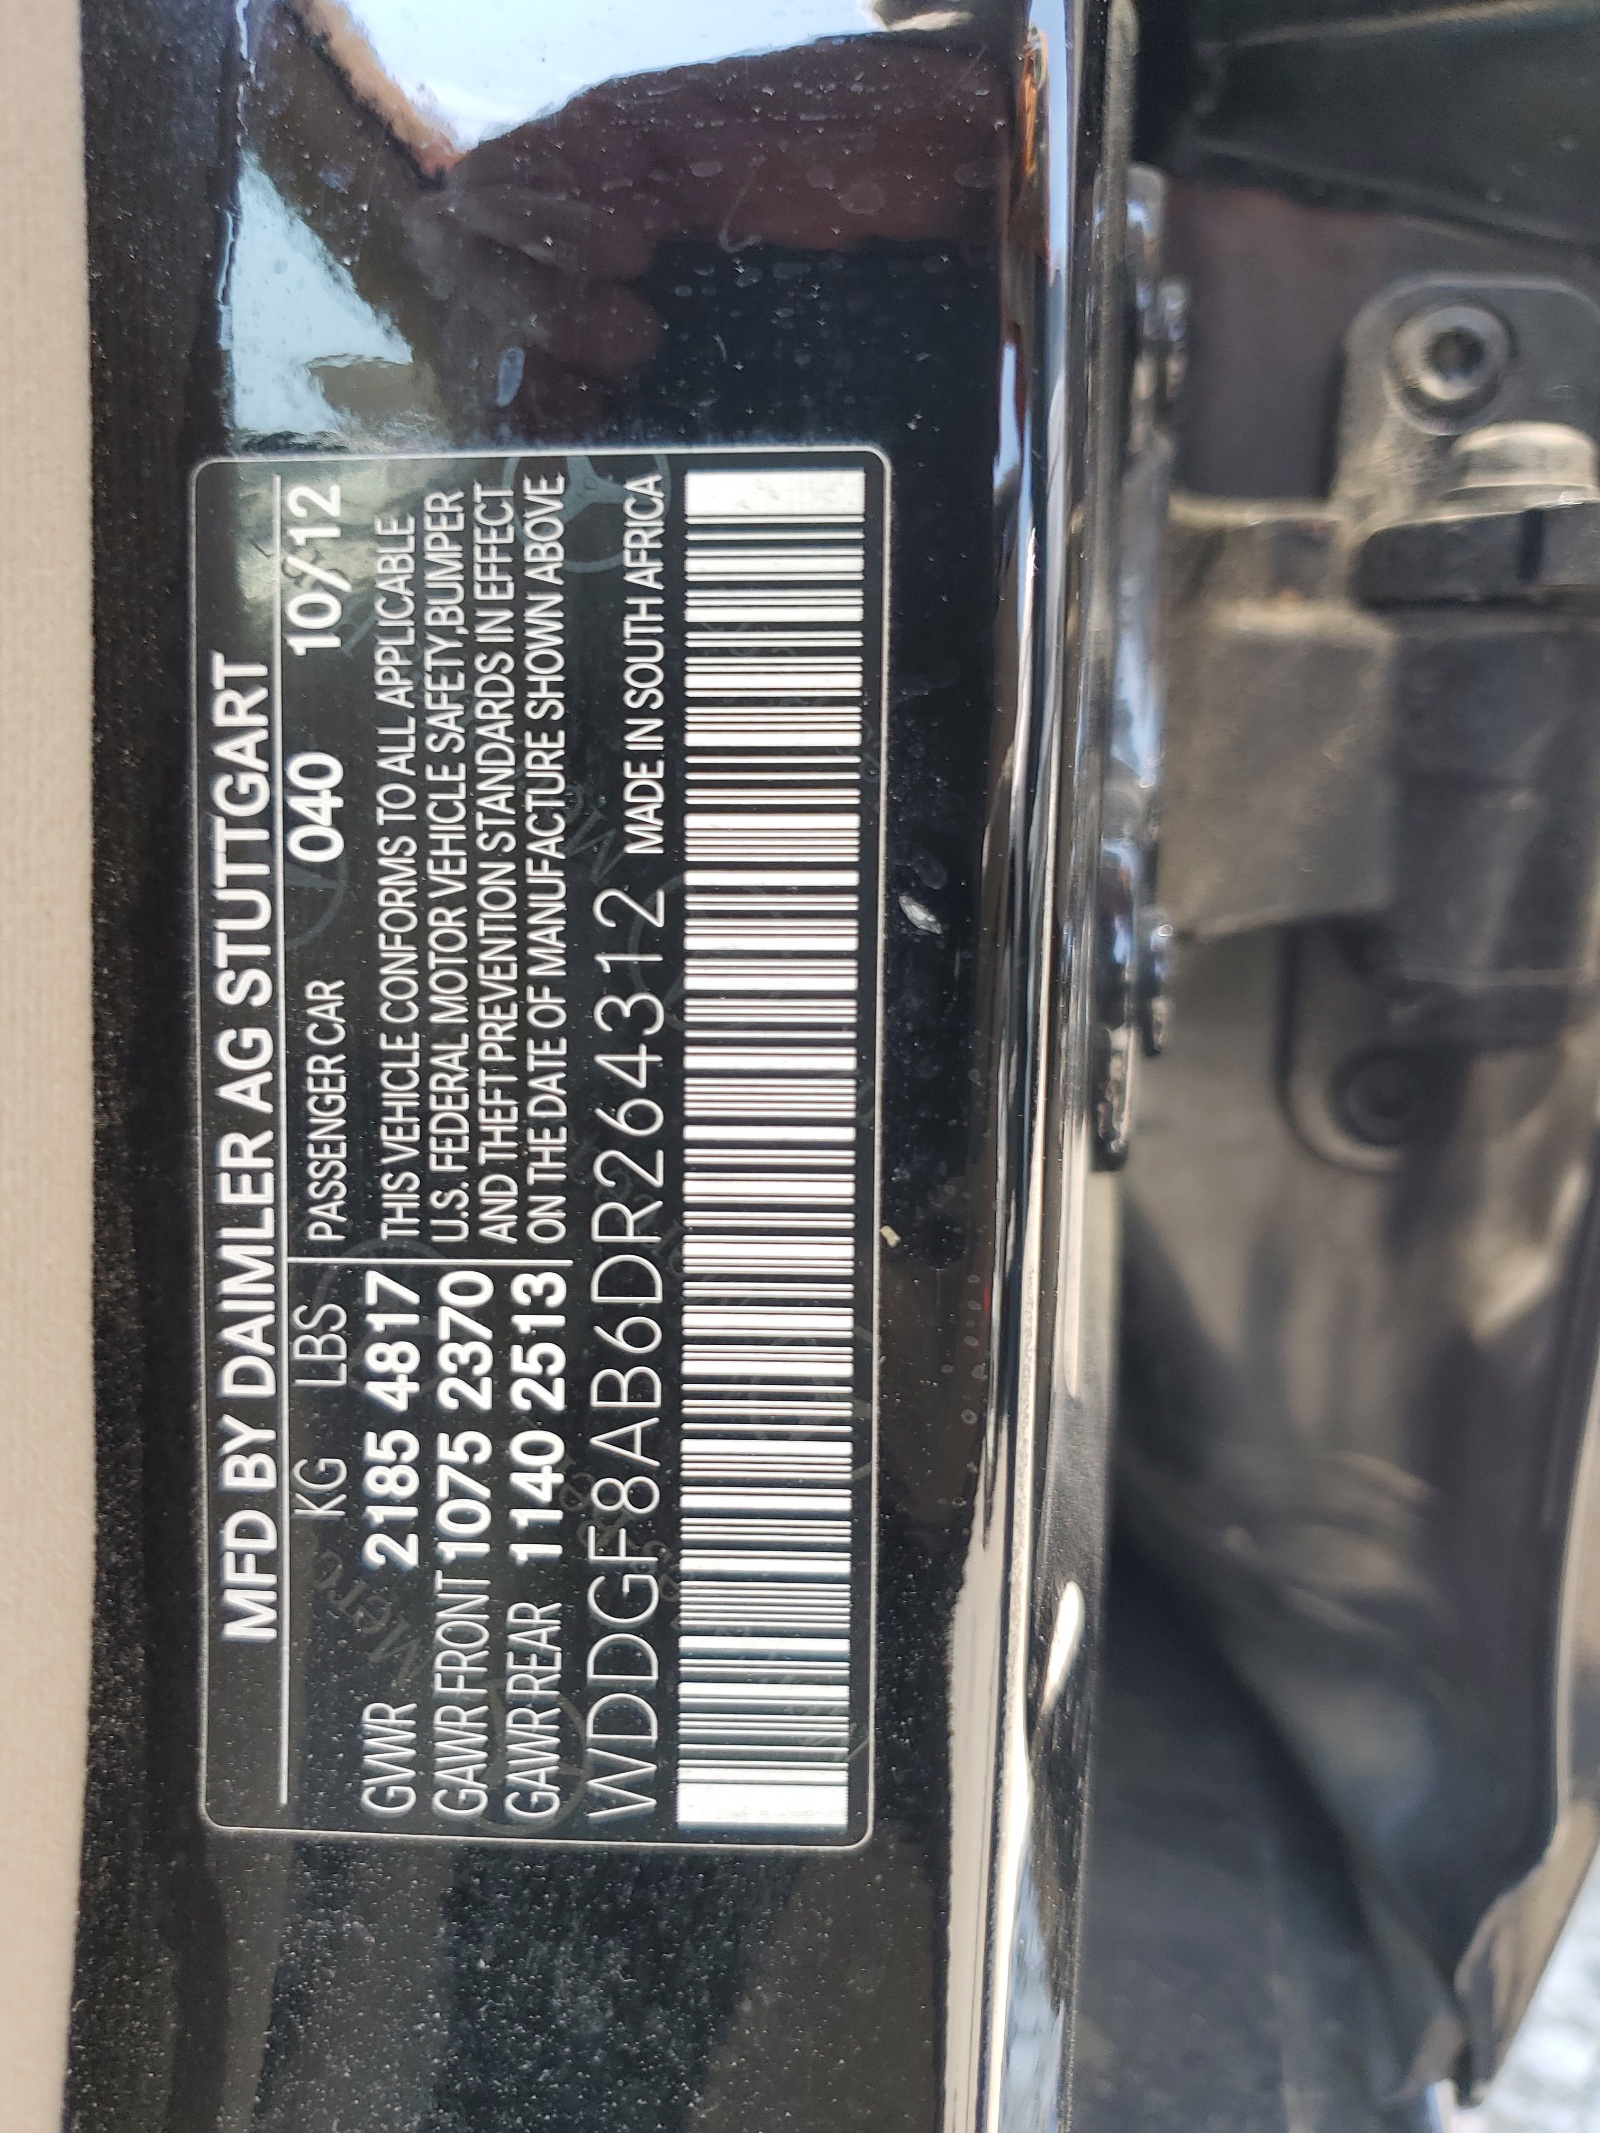 MFD BY DAIMLER AG STUTTGART
KG LBS PASSENGER CAR 040 10/12
GVWR 2185 4817 THIS VEHICLE CONFORMS TO ALL APPLICABLE
GAWR FRONT 1075 2370 U.S. FEDERAL MOTOR VEHICLE SAFETY,BUMPER
AND THEFT PREVENTION STANDARDS IN EFFECT
GAWR REAR 1140 2513 ON THE DATE OF MANUFACTURE SHOWN ABOVE
WDDGF8AB6DR264312 MADE IN SOUTH AFRICA